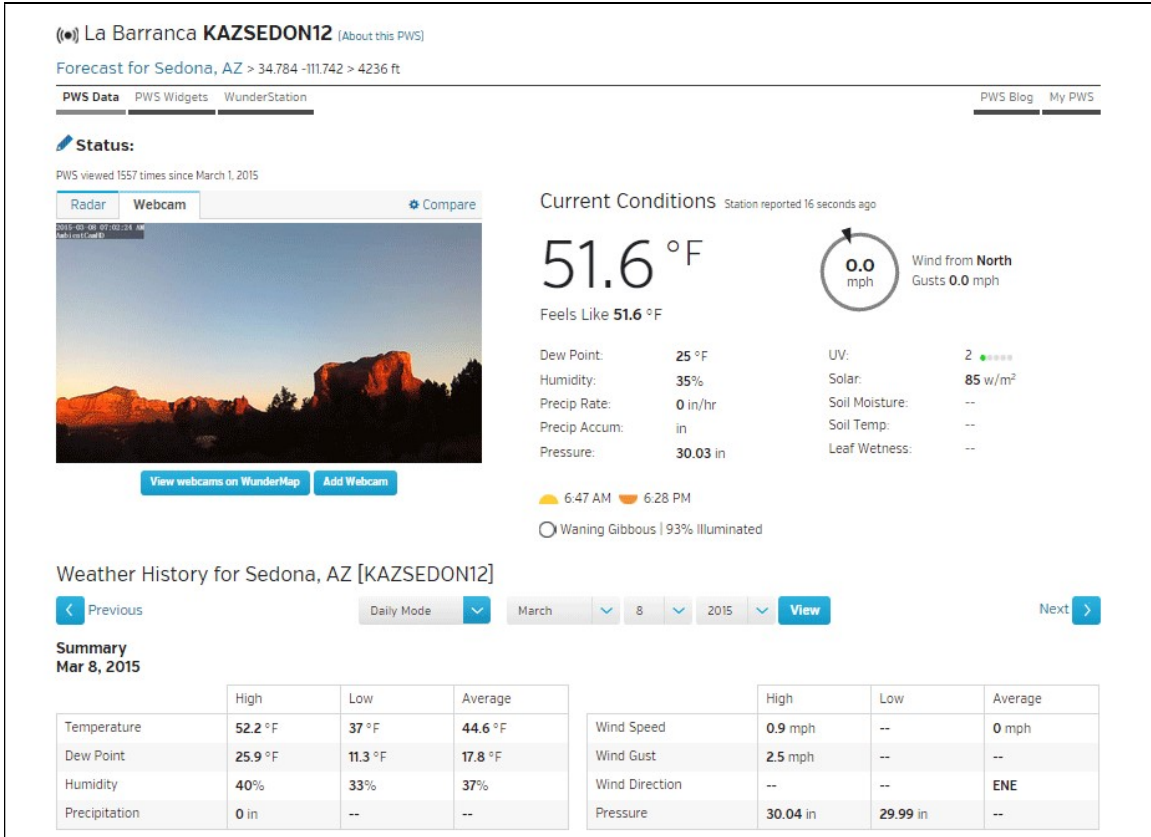 La Barranca KAZSEDON12 (About this PWS)
Forecast for Sedona, AZ > 34.784 -111.742 > 4236 ft
PWS Data PWS Widgets WunderStation PWS Blog My PWS
Status:
PWS viewed 1557 times since March 1, 2015
Radar Webcam Compare
2015-03-08 07:02:24 AM
AmbientCamHD
View webcams on WunderMap Add Webcam
Current Conditions Station reported 16 seconds ago
51.6 °F
Feels Like 51.6 °F
0.0
mph
Wind from North
Gusts 0.0 mph
Dew Point: 25 °F
Humidity: 35%
Precip Rate: 0 in/hr
Precip Accum: in
Pressure: 30.03 in
UV: 2
Solar: 85 w/m²
Soil Moisture: --
Soil Temp: --
Leaf Wetness: --
6:47 AM 6:28 PM
Waning Gibbous | 93% Illuminated
Weather History for Sedona, AZ [KAZSEDON12]
Previous Daily Mode March 8 2015 View Next
Summary
Mar 8, 2015
High Low Average
Temperature 52.2 °F 37 °F 44.6 °F
Dew Point 25.9 °F 11.3 °F 17.8 °F
Humidity 40% 33% 37%
Precipitation 0 in -- --
High Low Average
Wind Speed 0.9 mph -- 0 mph
Wind Gust 2.5 mph -- --
Wind Direction -- -- ENE
Pressure 30.04 in 29.99 in --